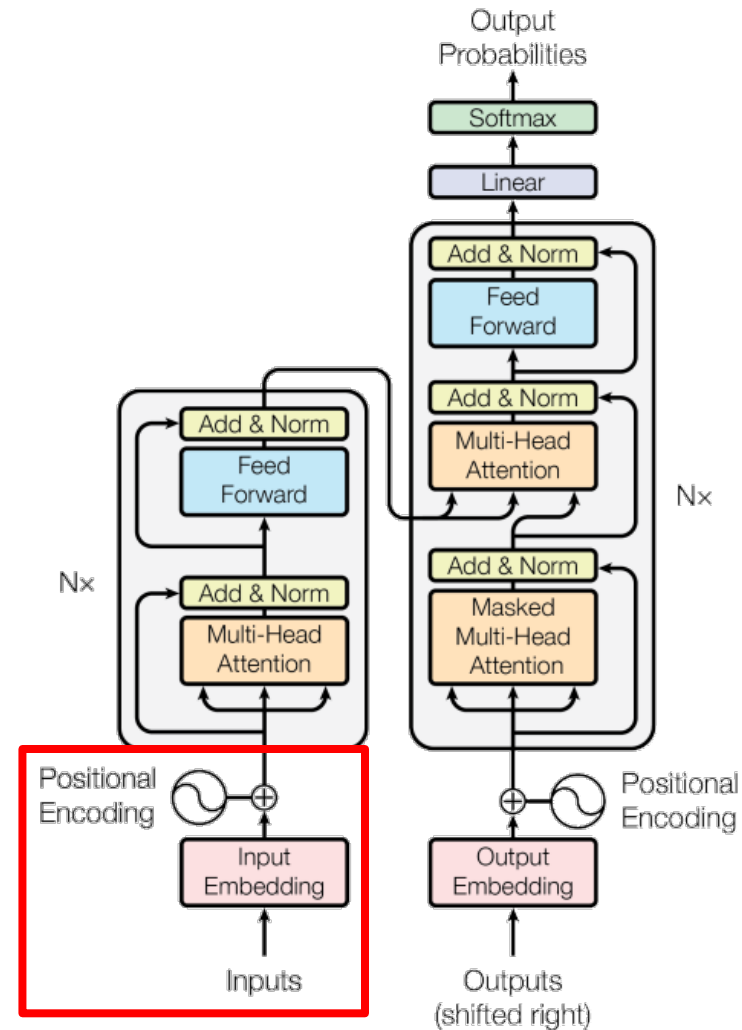 Output
Probabilities
Softmax
Linear
Add & Norm
Feed
Forward
Add & Norm
Multi-Head
Attention
Add & Norm
Masked
Multi-Head
Attention
Nx
Add & Norm
Feed
Forward
Add & Norm
Multi-Head
Attention
Nx
Positional
Encoding
Input
Embedding
Inputs
Positional
Encoding
Output
Embedding
Outputs
(shifted right)